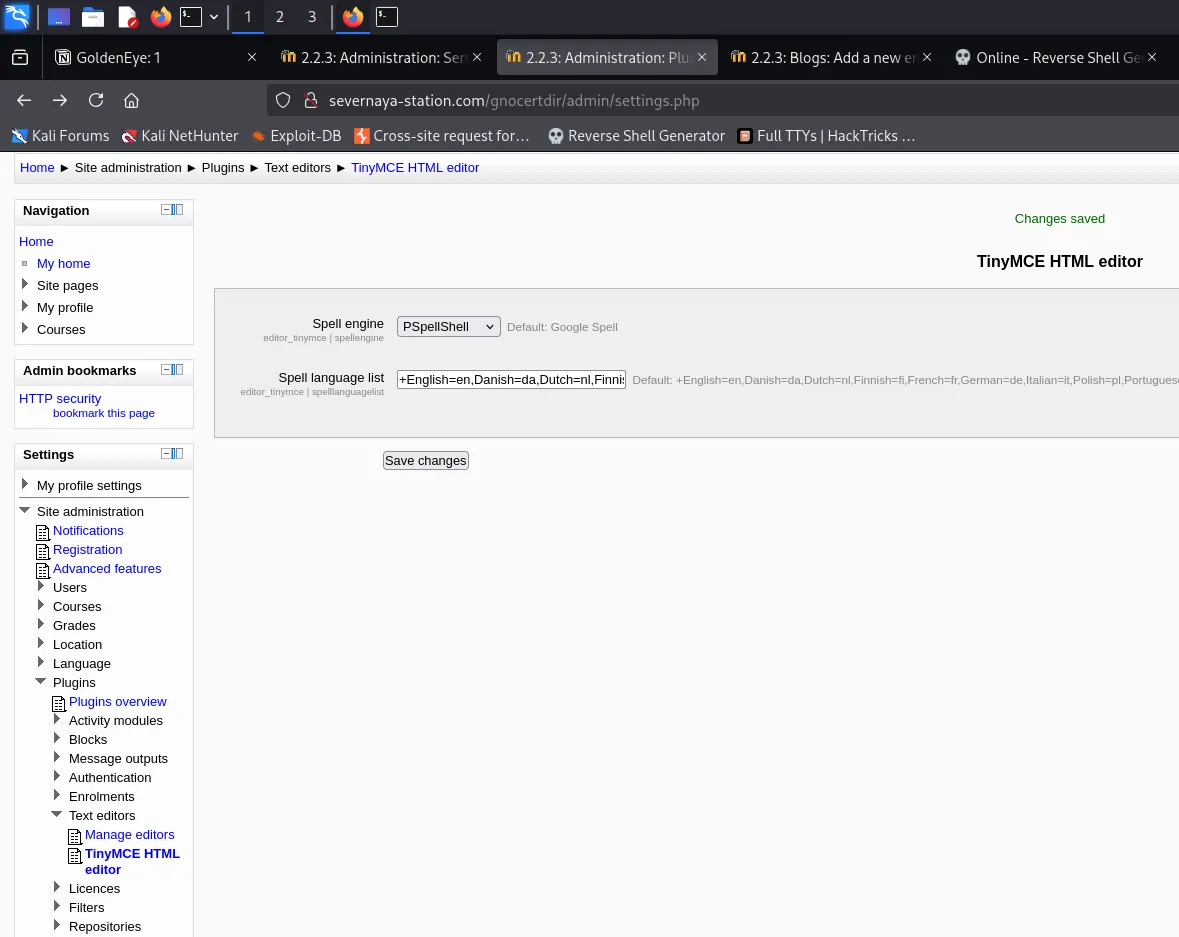 1 2 3
GoldenEye: 1
2.2.3: Administration: Ser
2.2.3: Administration: Plu
2.2.3: Blogs: Add a new en
Online - Reverse Shell Ge
severnaya-station.com/gnocertdir/admin/settings.php
Kali Forums
Kali NetHunter
Exploit-DB
Cross-site request for…
Reverse Shell Generator
Full TTYs | HackTricks …
Home ► Site administration ► Plugins ► Text editors ► TinyMCE HTML editor
Navigation
Home
My home
Site pages
My profile
Courses
Admin bookmarks
HTTP security
bookmark this page
Settings
My profile settings
Site administration
Notifications
Registration
Advanced features
Users
Courses
Grades
Location
Language
Plugins
Plugins overview
Activity modules
Blocks
Message outputs
Authentication
Enrolments
Text editors
Manage editors
TinyMCE HTML
editor
Licences
Filters
Repositories
Changes saved
TinyMCE HTML editor
Spell engine
editor_tinymce | spellengine
PSpellShell
Default: Google Spell
Spell language list
editor_tinymce | spelllanguagelist
+English=en,Danish=da,Dutch=nl,Finnis
Default: +English=en,Danish=da,Dutch=nl,Finnish=fi,French=fr,German=de,Italian=it,Polish=pl,Portuguese
Save changes